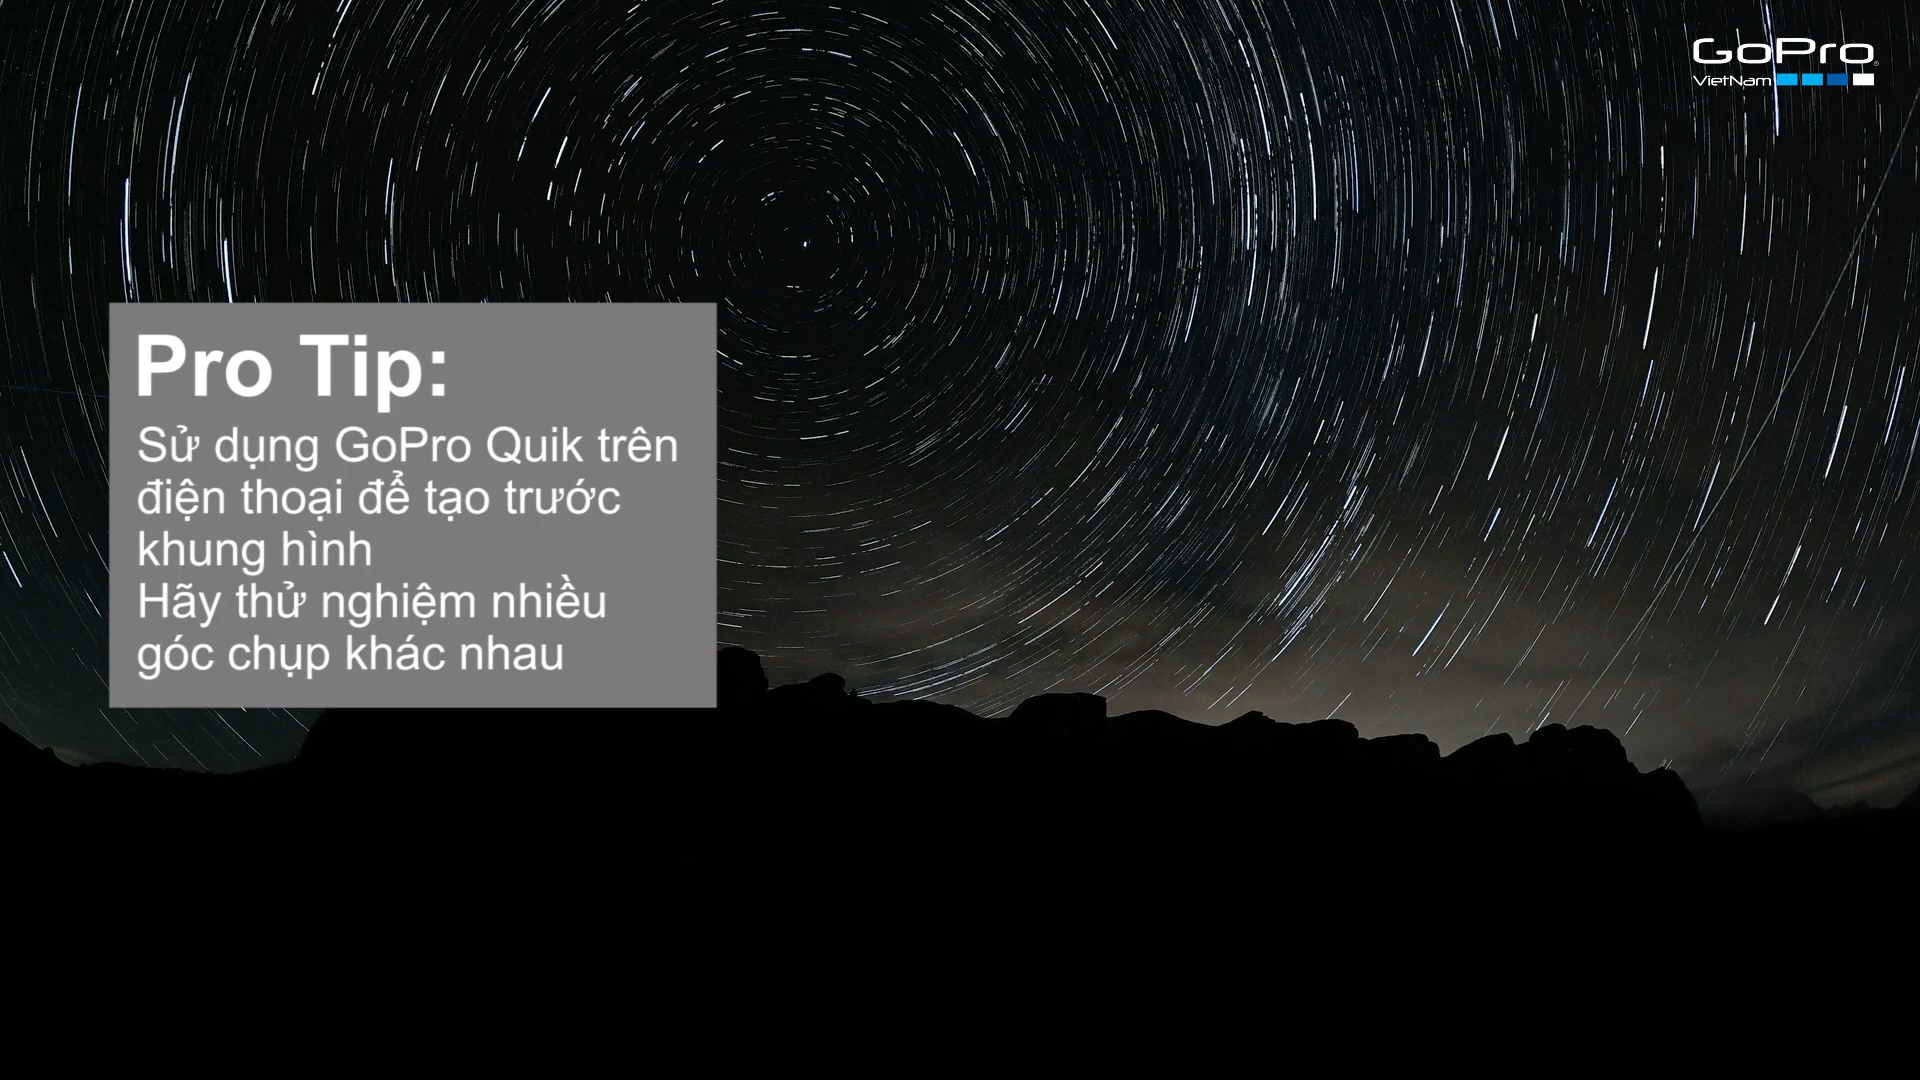 GoPro
VietNam
Pro Tip:
Sử dụng GoPro Quik trên
điện thoại để tạo trước
khung hình
Hãy thử nghiệm nhiều
góc chụp khác nhau